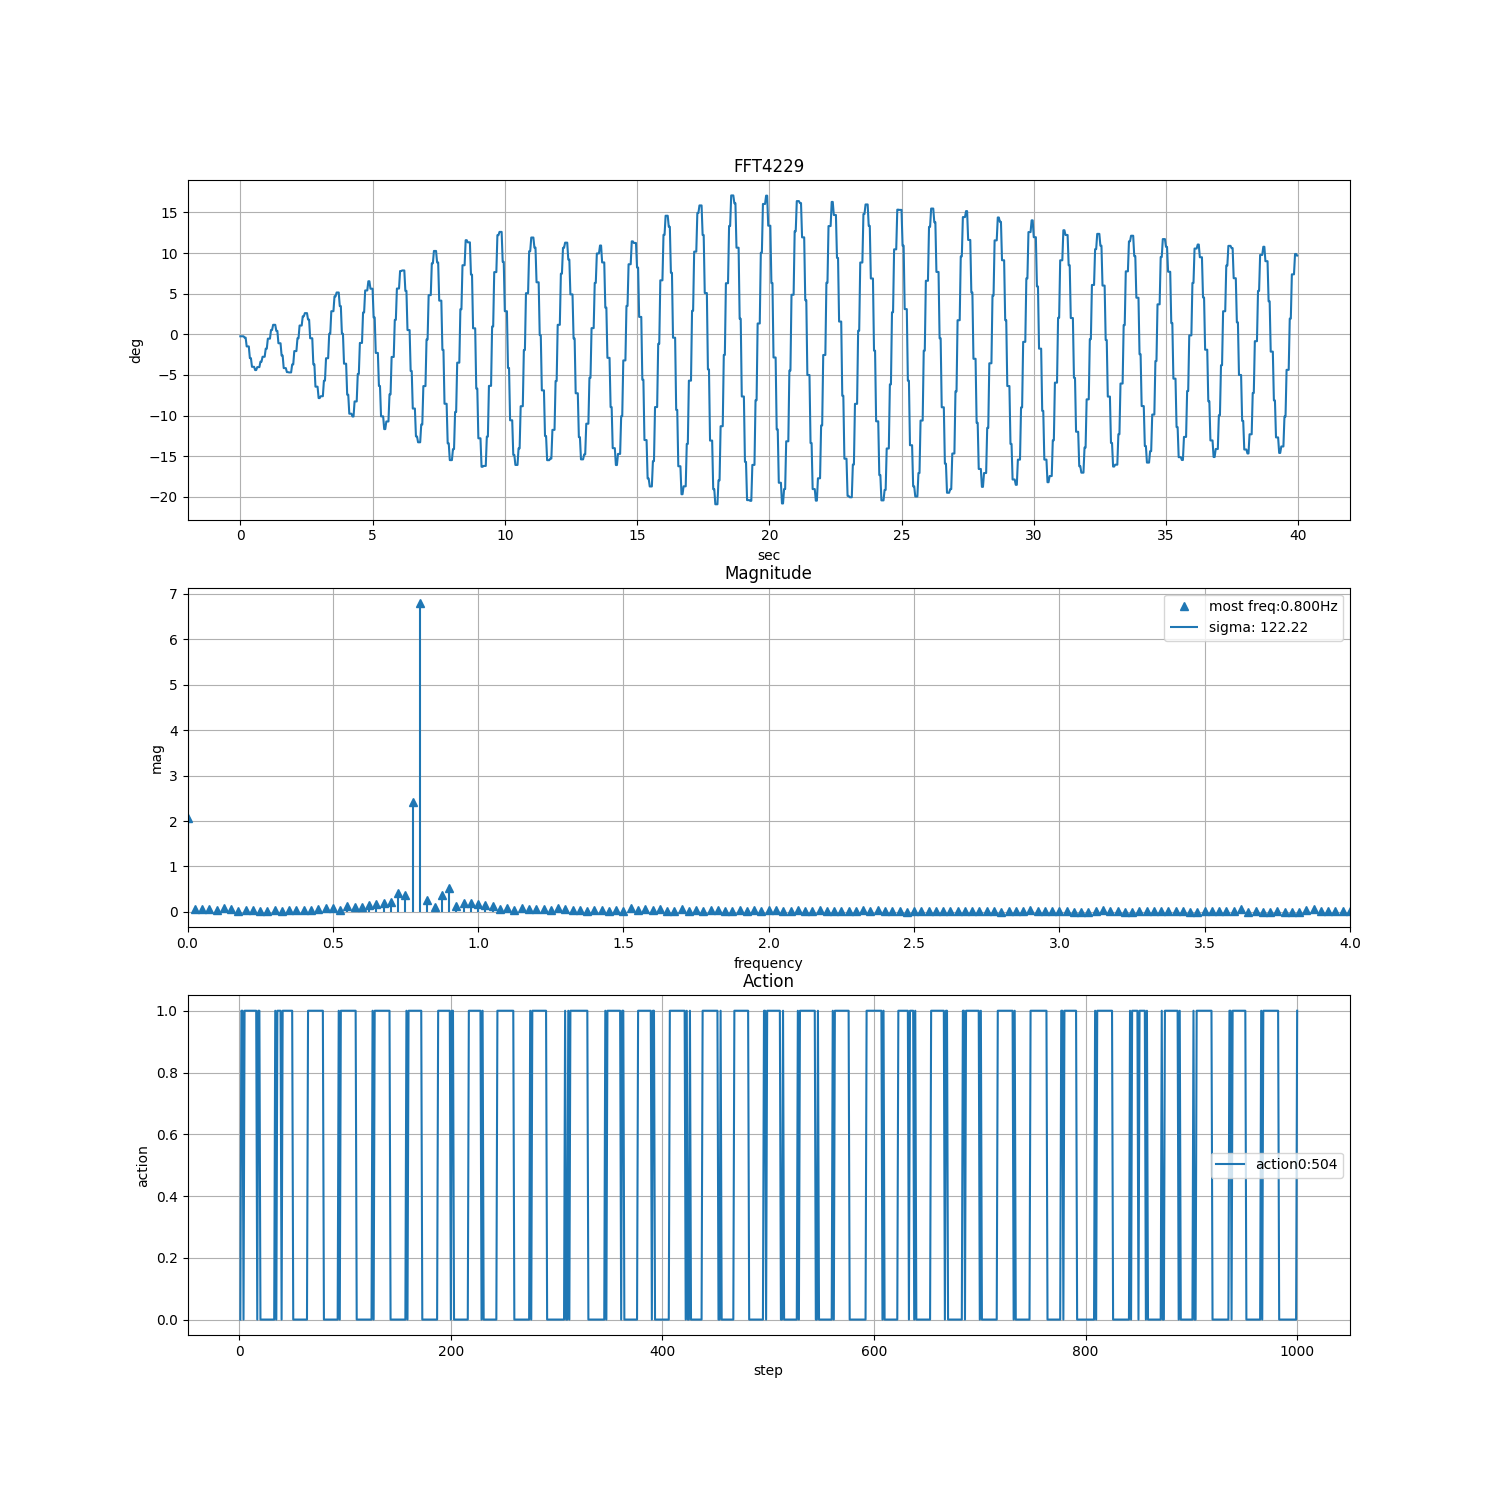 FFT4229
15
10
5
0
−5
−10
−15
−20
deg
0 5 10 15 20 25 30 35 40
sec
Magnitude
7
6
5
4
3
2
1
0
mag
most freq:0.800Hz
sigma: 122.22
0.0 0.5 1.0 1.5 2.0 2.5 3.0 3.5 4.0
frequency
Action
1.0
0.8
0.6
0.4
0.2
0.0
action
action0:504
0 200 400 600 800 1000
step